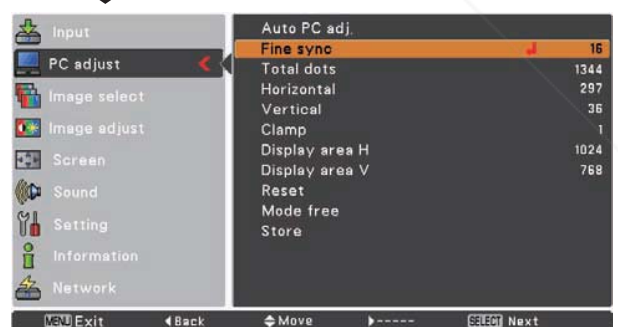 Input
PC adjust
Image select
Image adjust
Screen
Sound
Setting
Information
Network
Auto PC adj.
Fine sync 16
Total dots 1344
Horizontal 297
Vertical 36
Clamp 1
Display area H 1024
Display area V 768
Reset
Mode free
Store
MENU Exit ◀Back ◆Move ▶----- SELECT Next